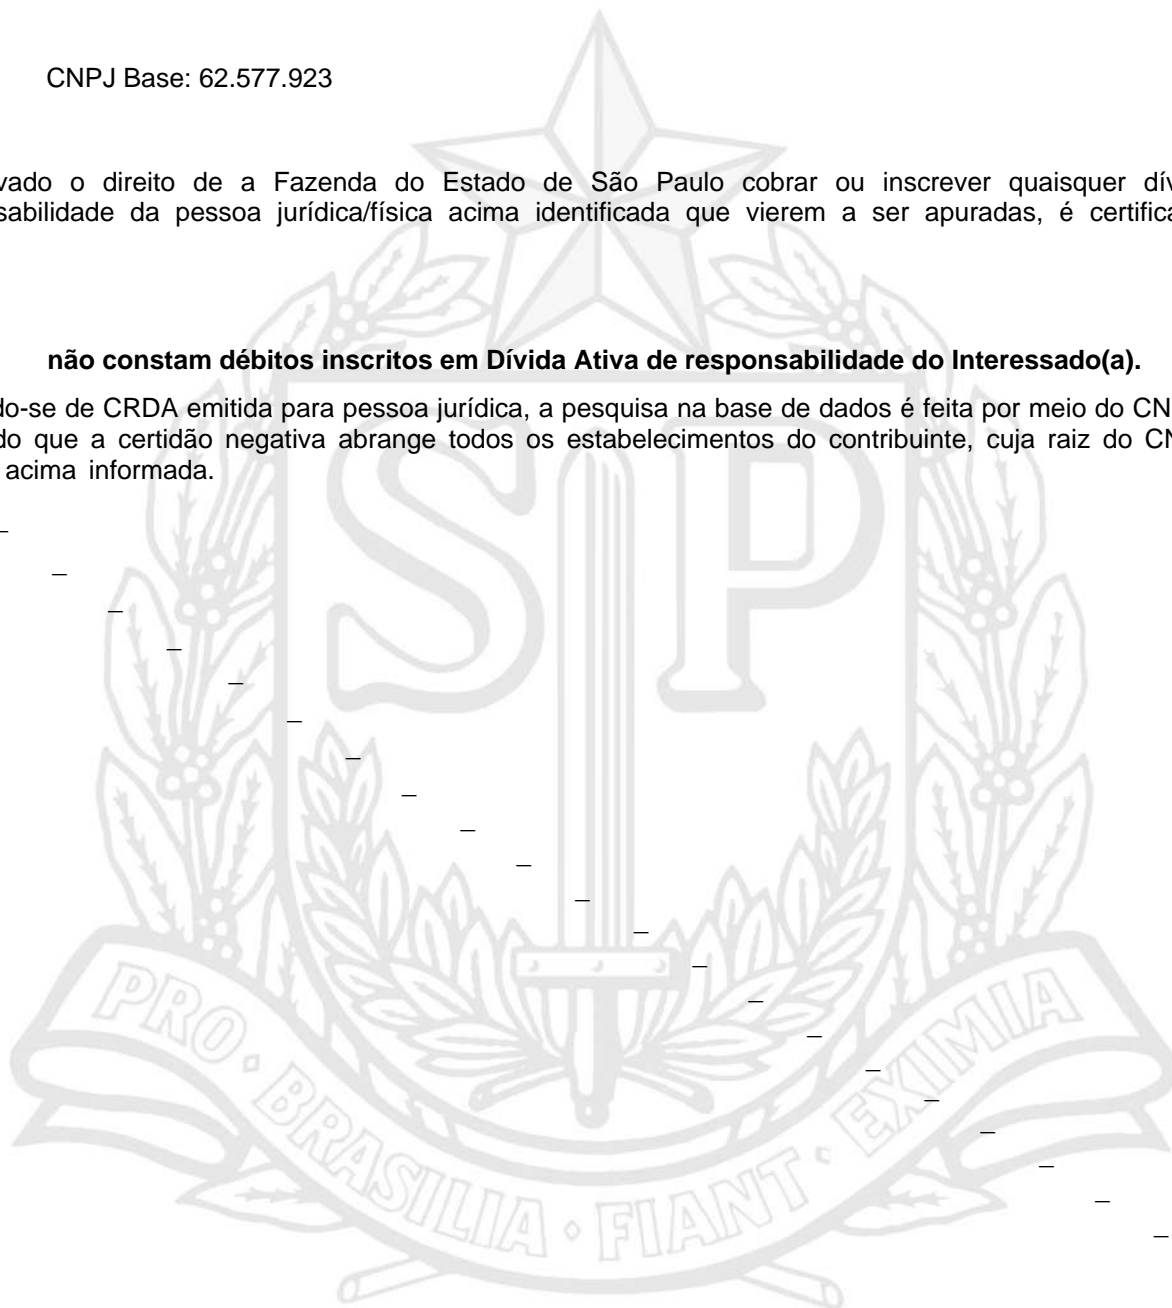 CNPJ Base: 62.577.923
vado o direito de a Fazenda do Estado de São Paulo cobrar ou inscrever quaisquer dív
sabilidade da pessoa jurídica/física acima identificada que vierem a ser apuradas, é certifica
não constam débitos inscritos em Dívida Ativa de responsabilidade do Interessado(a).
do-se de CRDA emitida para pessoa jurídica, a pesquisa na base de dados é feita por meio do CN
do que a certidão negativa abrange todos os estabelecimentos do contribuinte, cuja raiz do CN
acima informada.
SP
PRO · BRASILIA · FIANT · EXIMIA